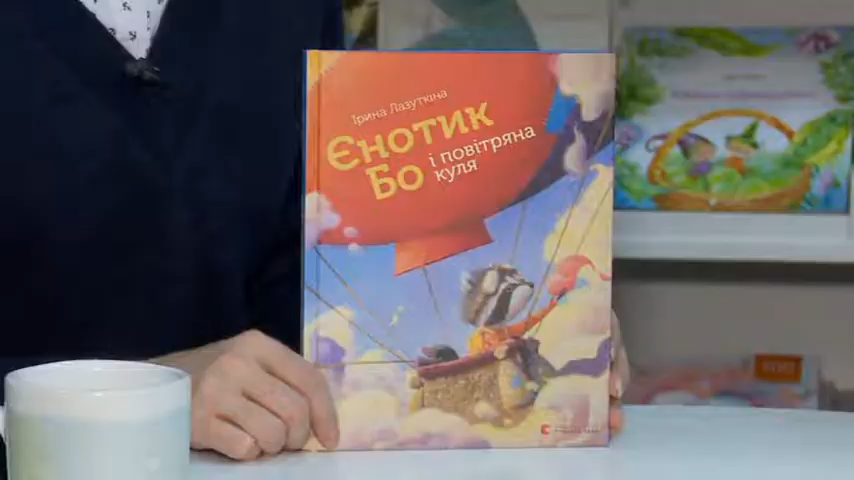 Ірина Лазуткіна
Єнотик
Бо
і повітряна
куля